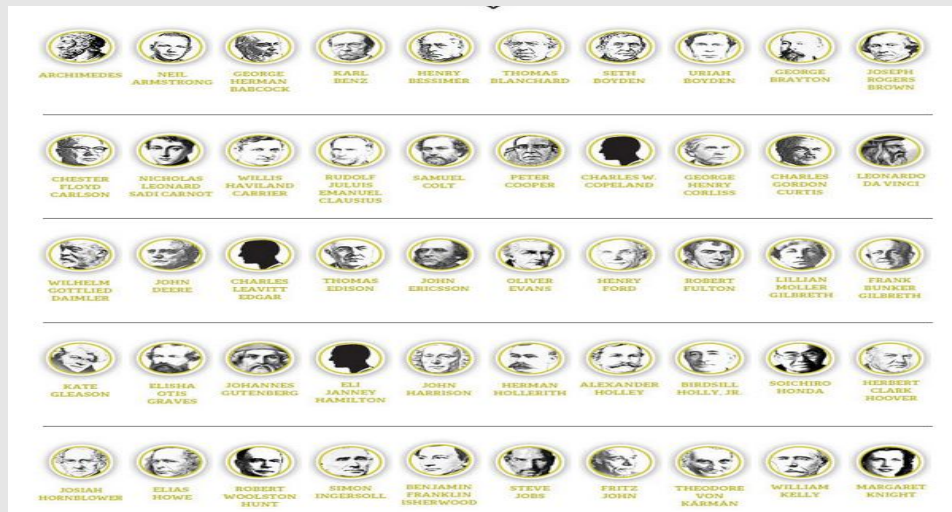 ARCHIMEDES
NEIL
ARMSTRONG
GEORGE
HERMAN
BABCOCK
KARL
BENZ
HENRY
BESSIMER
THOMAS
BLANCHARD
SETH
BOYDEN
URIAH
BOYDEN
GEORGE
BRAYTON
JOSEPH
ROGERS
BROWN
CHESTER
FLOYD
CARLSON
NICHOLAS
LEONARD
SADI CARNOT
WILLIS
HAVILAND
CARRIER
RUDOLF
JULUIS
EMANUEL
CLAUSIUS
SAMUEL
COLT
PETER
COOPER
CHARLES W.
COPELAND
GEORGE
HENRY
CORLISS
CHARLES
GORDON
CURTIS
LEONARDO
DA VINCI
WILHELM
GOTTLIED
DAIMLER
JOHN
DEERE
CHARLES
LEAVITT
EDGAR
THOMAS
EDISON
JOHN
ERICSSON
OLIVER
EVANS
HENRY
FORD
ROBERT
FULTON
LILLIAN
MOLLER
GILBRETH
FRANK
BUNKER
GILBRETH
KATE
GLEASON
ELISHA
OTIS
GRAVES
JOHANNES
GUTENBERG
ELI
JANNEY
HAMILTON
JOHN
HARRISON
HERMAN
HOLLERITH
ALEXANDER
HOLLEY
BIRDSILL
HOLLY, JR.
SOICHIRO
HONDA
HERBERT
CLARK
HOOVER
JOSIAH
HORNBLOWER
ELIAS
HOWE
ROBERT
WOOLSTON
HUNT
SIMON
INGERSOLL
BENJAMIN
FRANKLIN
ISHERWOOD
STEVE
JOBS
FRITZ
JOHN
THEODORE
VON
KÁRMÁN
WILLIAM
KELLY
MARGARET
KNIGHT